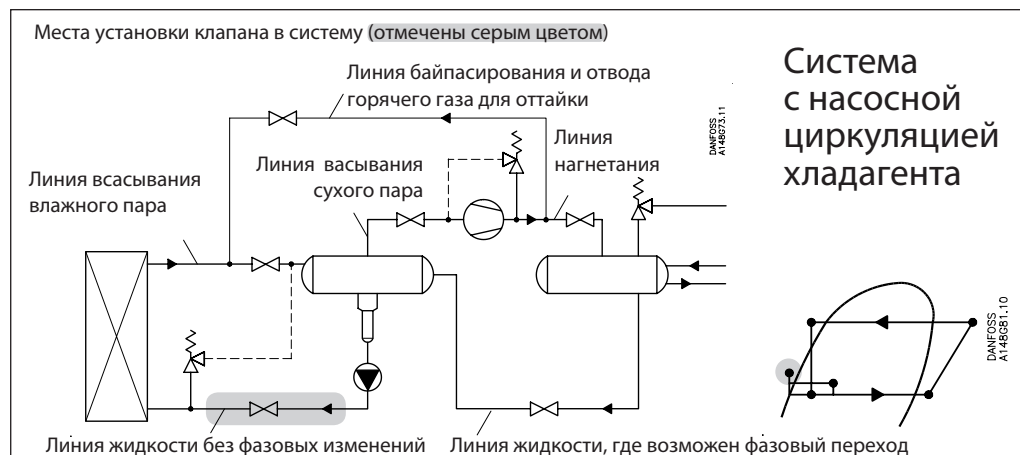 Места установки клапана в систему (отмечены серым цветом)
Линия байпасирования и отвода
горячего газа для оттайки
Система
с насосной
циркуляцией
хладагента
DANFOSS
A148G73.11
Линия
нагнетания
Линия васывания
сухого пара
Линия всасывания
влажного пара
DANFOSS
A148G81.10
Линия жидкости без фазовых изменений
Линия жидкости, где возможен фазовый переход